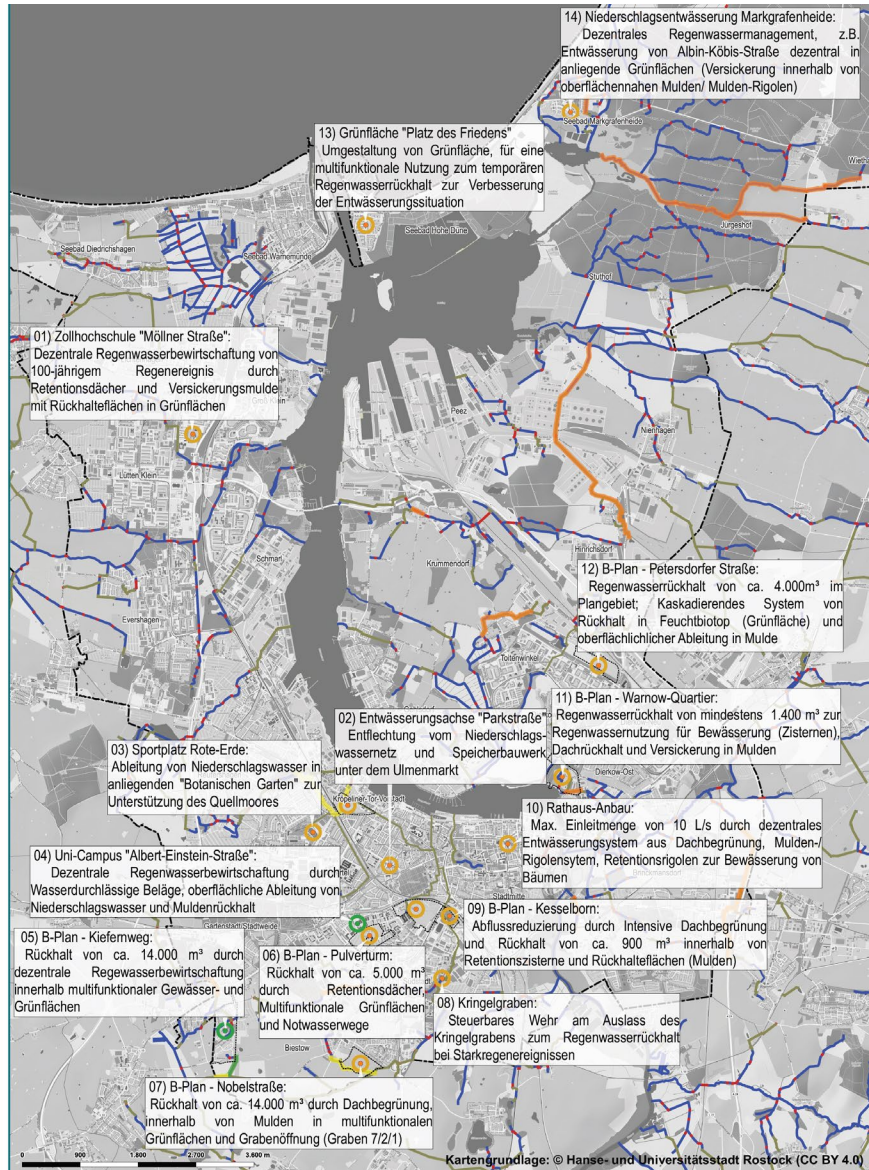 14) Niederschlagsentwässerung Markgrafenheide:
Dezentrales Regenwassermanagement, z.B.
Entwässerung von Albin-Köbis-Straße dezentral in
anliegende Grünflächen (Versickerung innerhalb von
oberflächennahen Mulden/ Mulden-Rigolen)
Seebad Markgrafenheide
13) Grünfläche "Platz des Friedens"
Umgestaltung von Grünfläche, für eine
multifunktionale Nutzung zum temporären
Regenwasserrückhalt zur Verbesserung
der Entwässerungssituation
Jürgeshof
Seebad Hohe Düne
Seebad Diedrichshagen
Seebad Warnemünde
Stuthof
01) Zollhochschule "Möllner Straße":
Dezentrale Regenwasserbewirtschaftung von
100-jährigem Regenereignis durch
Retentionsdächer und Versickerungsmulde
mit Rückhalteflächen in Grünflächen
Groß Klein
Peez
Nienhagen
Lütten Klein
Hinrichsdorf
Schmarl
Krummendorf
12) B-Plan - Petersdorfer Straße:
Regenwasserrückhalt von ca. 4.000m³ im
Plangebiet; Kaskadierendes System von
Rückhalt in Feuchtbiotop (Grünfläche) und
oberflächlichlicher Ableitung in Mulde
Evershagen
Toitenwinkel
11) B-Plan - Warnow-Quartier:
Regenwasserrückhalt von mindestens 1.400 m³ zur
Regenwassernutzung für Bewässerung (Zisternen),
Dachrückhalt und Versickerung in Mulden
02) Entwässerungsachse "Parkstraße"
Entflechtung vom Niederschlags-
wassernetz und Speicherbauwerk
unter dem Ulmenmarkt
03) Sportplatz Rote-Erde:
Ableitung von Niederschlagswasser in
anliegenden "Botanischen Garten" zur
Unterstützung des Quellmoores
Dierkow-Ost
Kröpeliner-Tor-Vorstadt
10) Rathaus-Anbau:
Max. Einleitmenge von 10 L/s durch dezentrales
Entwässerungsystem aus Dachbegrünung, Mulden-/
Rigolensytem, Retentionsrigolen zur Bewässerung von
Bäumen
04) Uni-Campus "Albert-Einstein-Straße":
Dezentrale Regenwasserbewirtschaftung durch
Wasserdurchlässige Beläge, oberflächliche Ableitung von
Niederschlagswasser und Muldenrückhalt
Brinckmansdorf
Stadtmitte
Gartenstadt/Stadtweide
09) B-Plan - Kesselborn:
Abflussreduzierung durch Intensive Dachbegrünung
und Rückhalt von ca. 900 m³ innerhalb von
Retentionszisterne und Rückhalteflächen (Mulden)
05) B-Plan - Kiefernweg:
Rückhalt von ca. 14.000 m³ durch
dezentrale Regewasserbewirtschaftung
innerhalb multifunktionaler Gewässer- und
Grünflächen
06) B-Plan - Pulverturm:
Rückhalt von ca. 5.000 m³
durch Retentionsdächer,
Multifunktionale Grünflächen
und Notwasserwege
08) Kringelgraben:
Steuerbares Wehr am Auslass des
Kringelgrabens zum Regenwasserrückhalt
bei Starkregenereignissen
Biestow
07) B-Plan - Nobelstraße:
Rückhalt von ca. 14.000 m³ durch Dachbegrünung,
innerhalb von Mulden in multifunktionalen
Grünflächen und Grabenöffnung (Graben 7/2/1)
0 900 1.800 2.700 3.600 m
Kartengrundlage: © Hanse- und Universitätsstadt Rostock (CC BY 4.0)